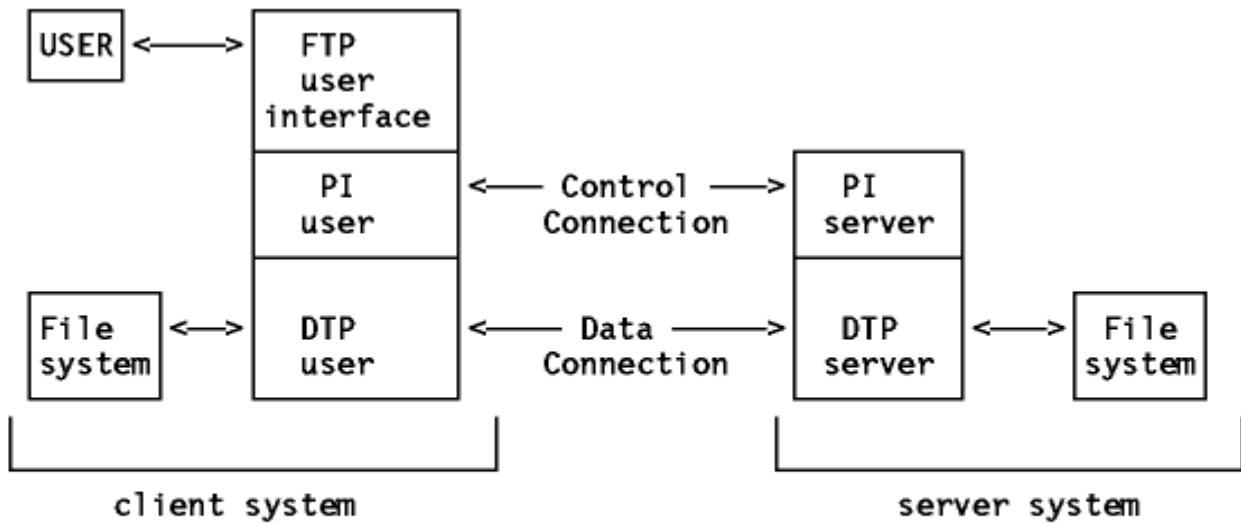 USER
FTP
user
interface
PI
user
Control
Connection
PI
server
File
system
DTP
user
Data
Connection
DTP
server
File
system
client system
server system